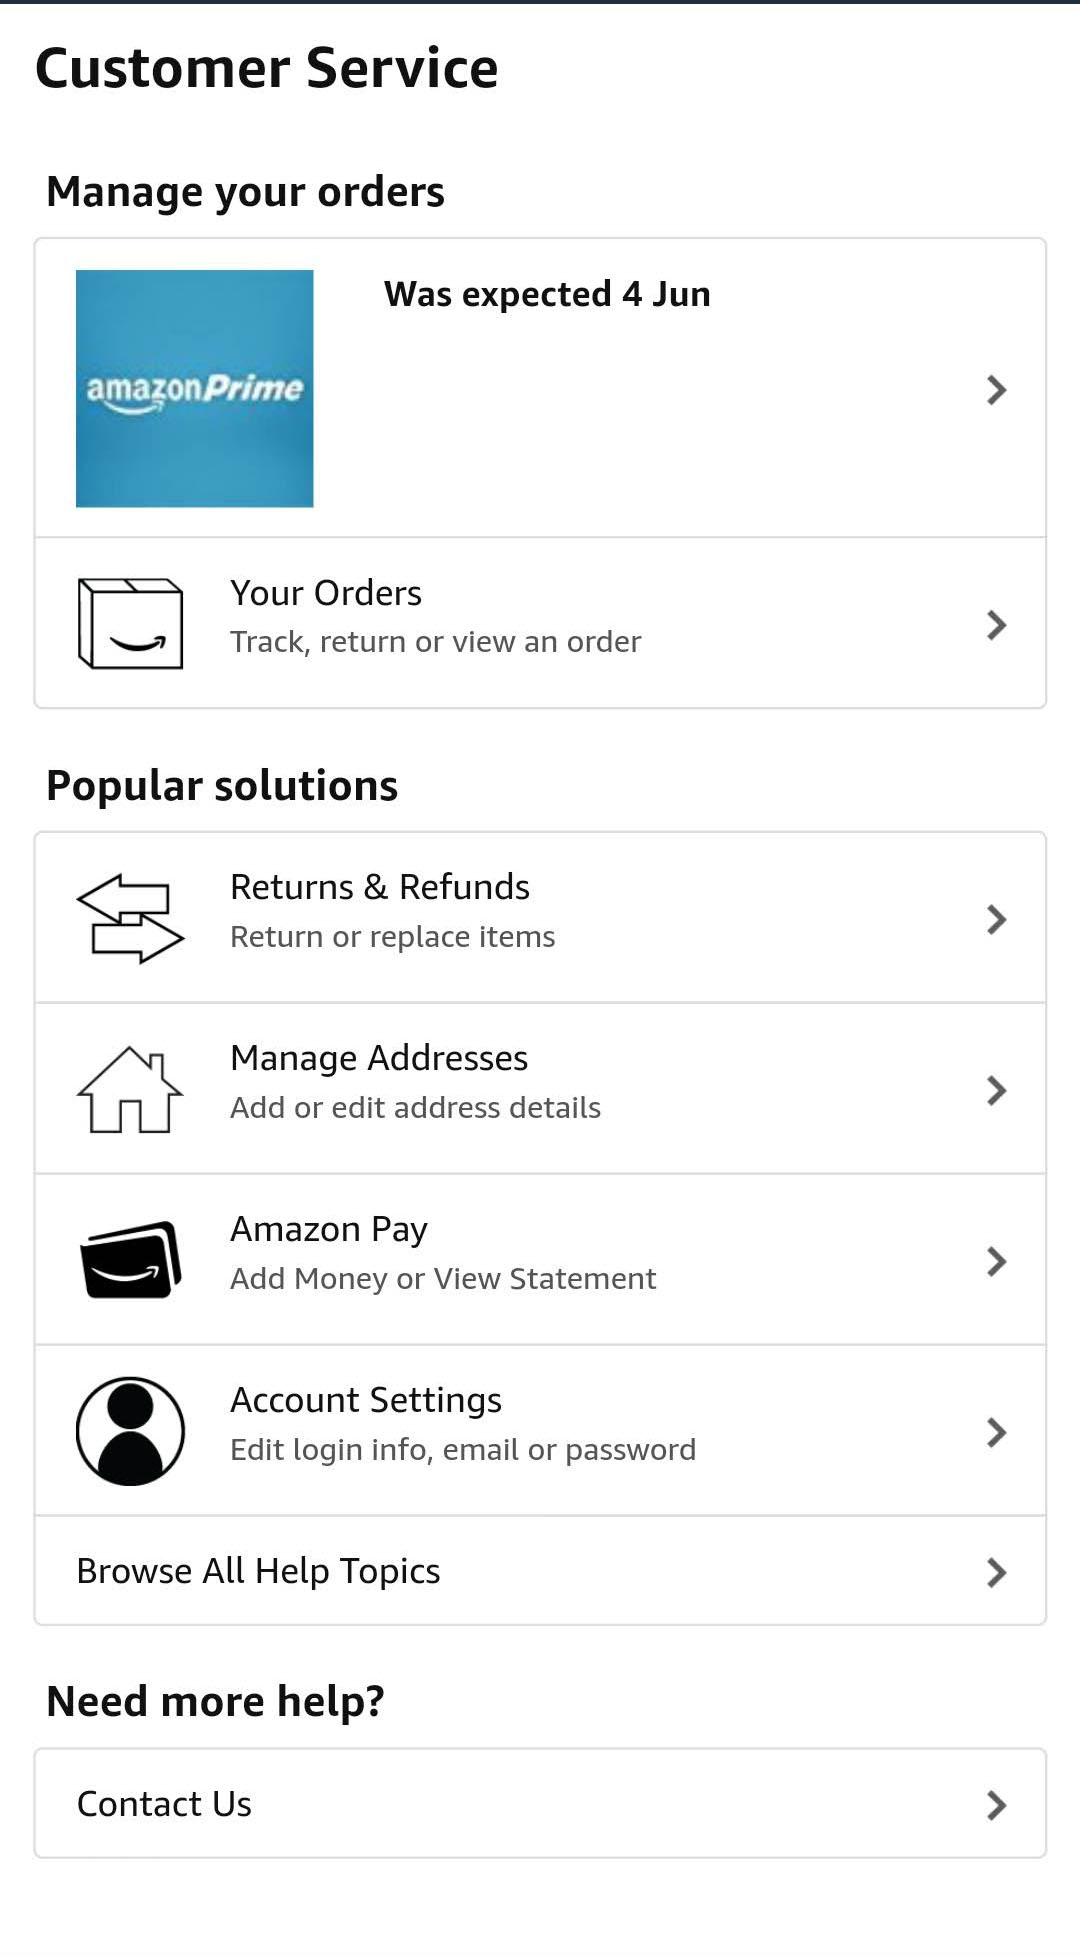 Customer Service
Manage your orders
Was expected 4 Jun
amazonPrime
Your Orders
Track, return or view an order
Popular solutions
Returns & Refunds
Return or replace items
Manage Addresses
Add or edit address details
Amazon Pay
Add Money or View Statement
Account Settings
Edit login info, email or password
Browse All Help Topics
Need more help?
Contact Us